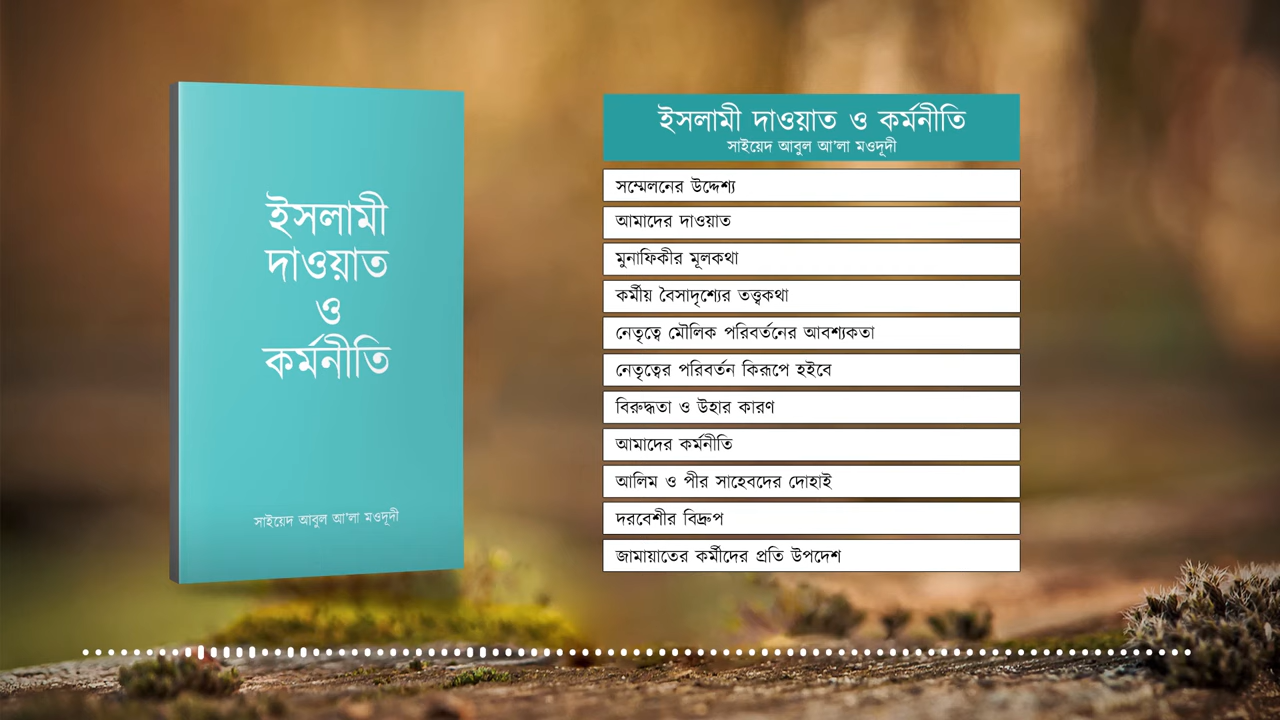 ইসলামী
দাওয়াত
ও
কর্মনীতি
সাইয়েদ আবুল আ'লা মওদূদী
ইসলামী দাওয়াত ও কর্মনীতি
সাইয়েদ আবুল আ'লা মওদূদী
সম্মেলনের উদ্দেশ্য
আমাদের দাওয়াত
মুনাফিকীর মূলকথা
কর্মীয় বৈসাদৃশ্যের তত্ত্বকথা
নেতৃত্বে মৌলিক পরিবর্তনের আবশ্যকতা
নেতৃত্বের পরিবর্তন কিরূপে হইবে
বিরুদ্ধতা ও উহার কারণ
আমাদের কর্মনীতি
আলিম ও পীর সাহেবদের দোহাই
দরবেশীর বিদ্রুপ
জামায়াতের কর্মীদের প্রতি উপদেশ